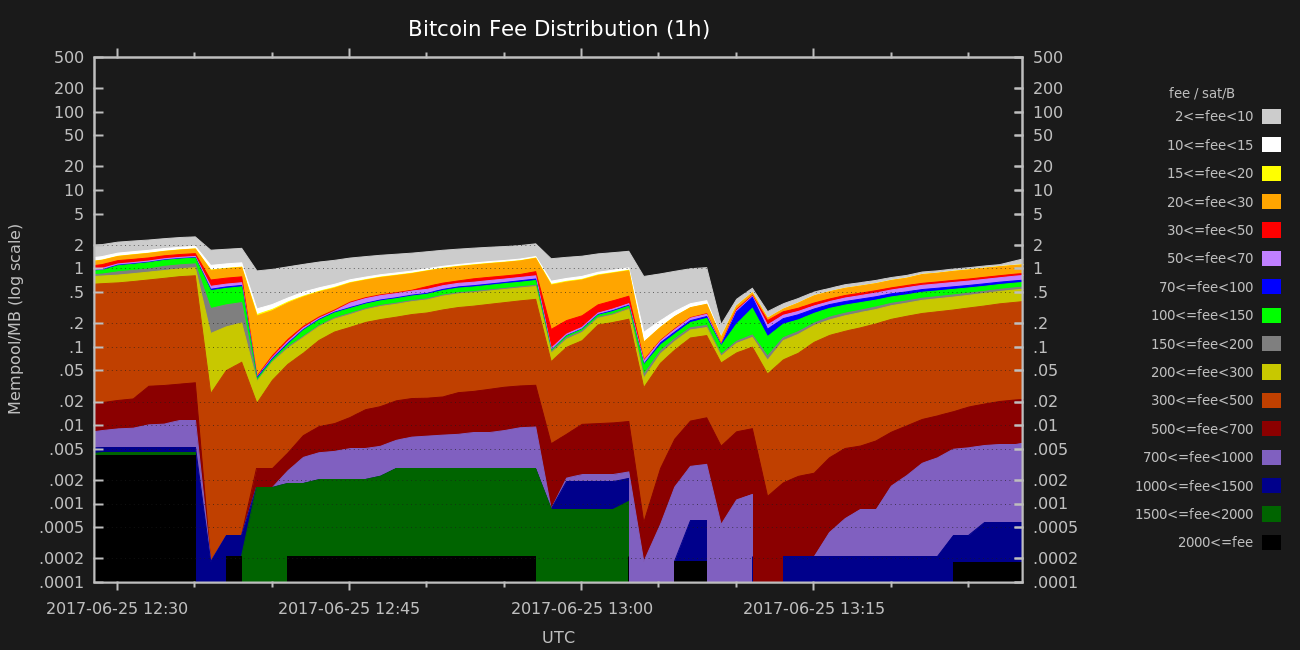 Bitcoin Fee Distribution (1h)
500 500
200 200
100 100
50 50
20 20
10 10
5 5
2 2
1 1
.5 .5
.2 .2
.1 .1
.05 .05
.02 .02
.01 .01
.005 .005
.002 .002
.001 .001
.0005 .0005
.0002 .0002
.0001 .0001
Mempool/MB (log scale)
2017-06-25 12:30 2017-06-25 12:45 2017-06-25 13:00 2017-06-25 13:15
UTC
fee / sat/B
2<=fee<10
10<=fee<15
15<=fee<20
20<=fee<30
30<=fee<50
50<=fee<70
70<=fee<100
100<=fee<150
150<=fee<200
200<=fee<300
300<=fee<500
500<=fee<700
700<=fee<1000
1000<=fee<1500
1500<=fee<2000
2000<=fee